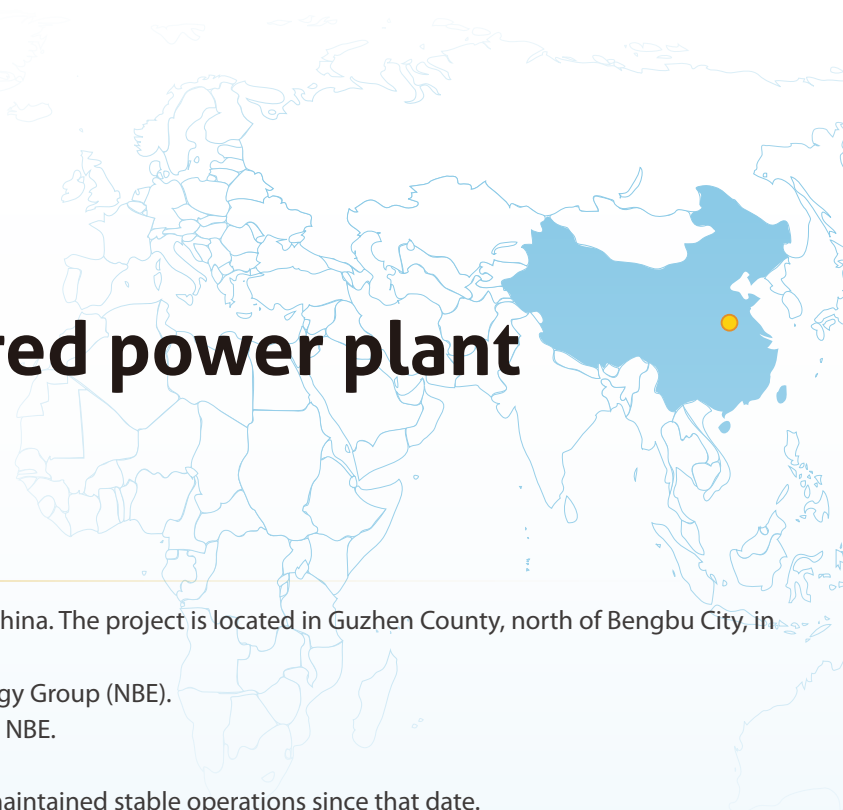 red power plant
hina. The project is located in Guzhen County, north of Bengbu City, in
gy Group (NBE).
NBE.
maintained stable operations since that date.